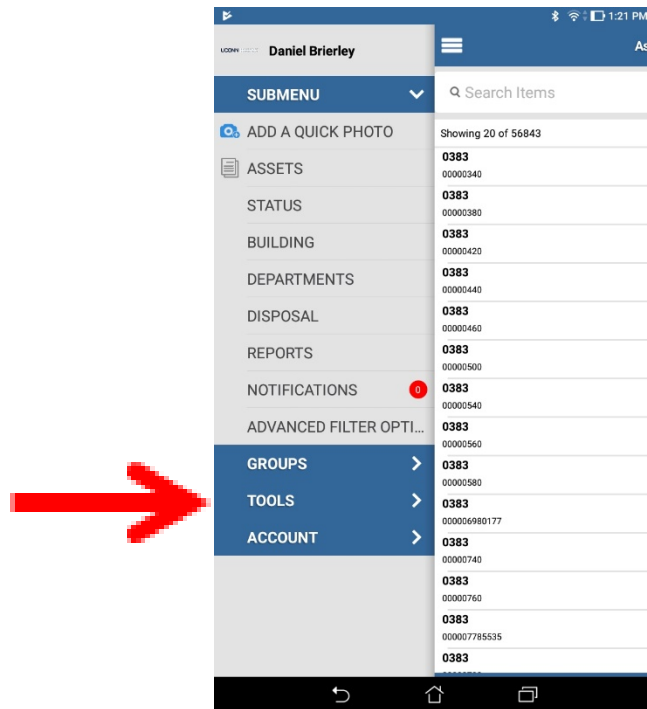 1:21 PM
UCONN Daniel Brierley
As
SUBMENU
Search Items
ADD A QUICK PHOTO
Showing 20 of 56843
ASSETS
STATUS
BUILDING
DEPARTMENTS
DISPOSAL
REPORTS
NOTIFICATIONS 0
ADVANCED FILTER OPTI...
GROUPS
TOOLS
ACCOUNT
0383
00000340
0383
00000380
0383
00000420
0383
00000440
0383
00000460
0383
00000500
0383
00000540
0383
00000560
0383
00000580
0383
000006980177
0383
00000740
0383
00000760
0383
000007785535
0383